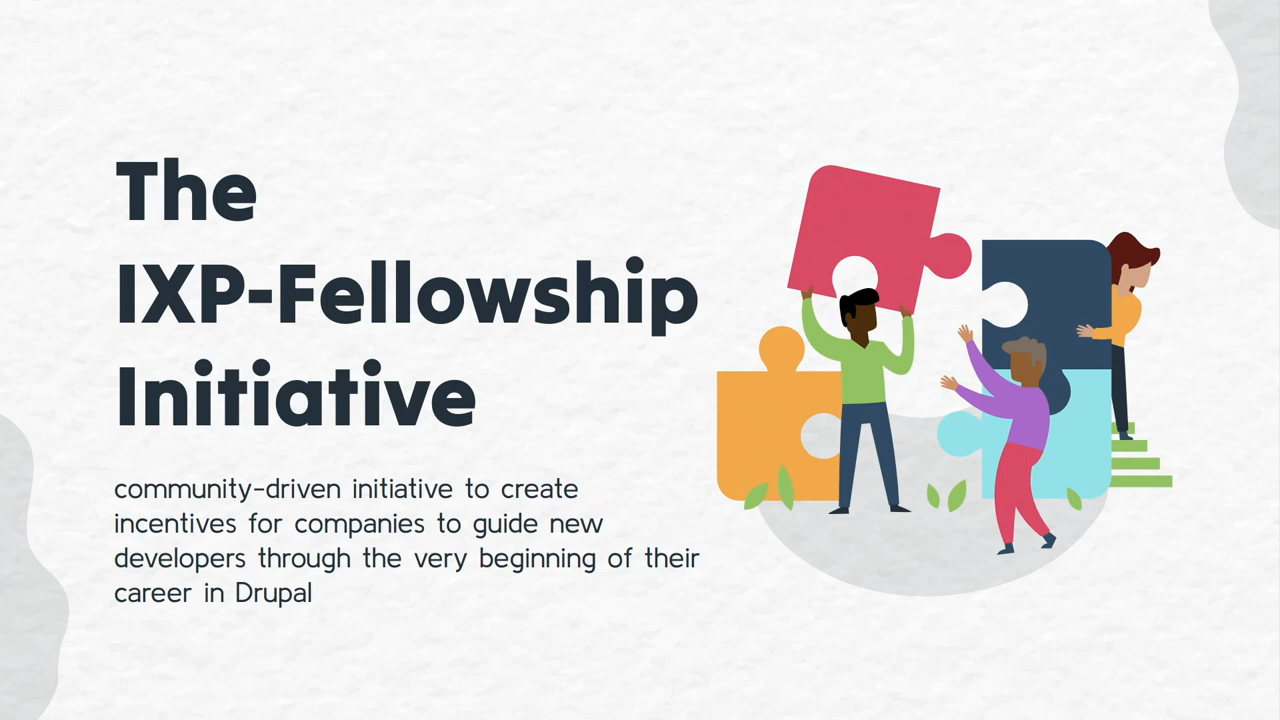 The
IXP-Fellowship
Initiative
community-driven initiative to create
incentives for companies to guide new
developers through the very beginning of their
career in Drupal